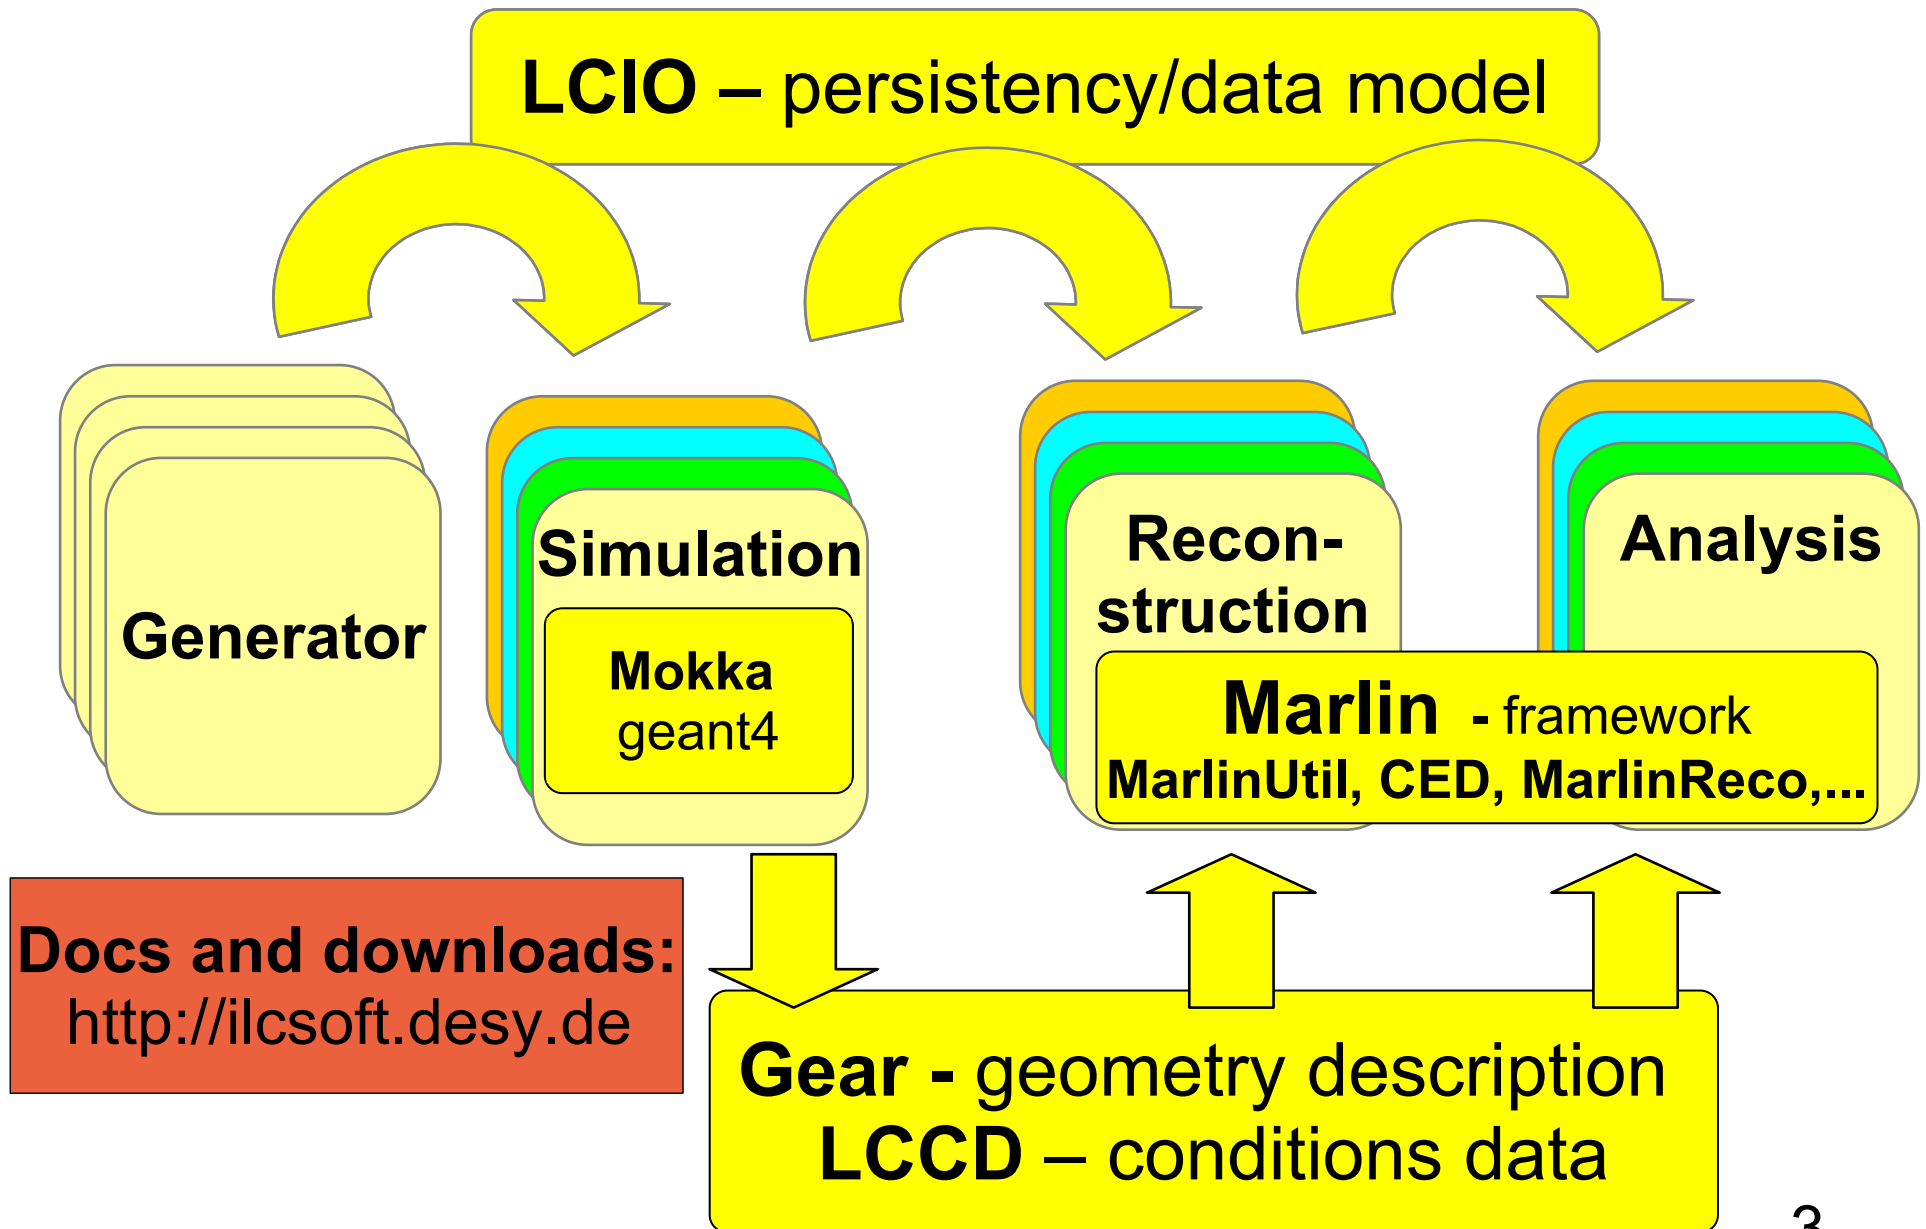 LCIO – persistency/data model
Generator
Simulation
Mokka
geant4
Recon-
struction
Analysis
Marlin - framework
MarlinUtil, CED, MarlinReco,...
Docs and downloads:
http://ilcsoft.desy.de
Gear - geometry description
LCCD – conditions data
3